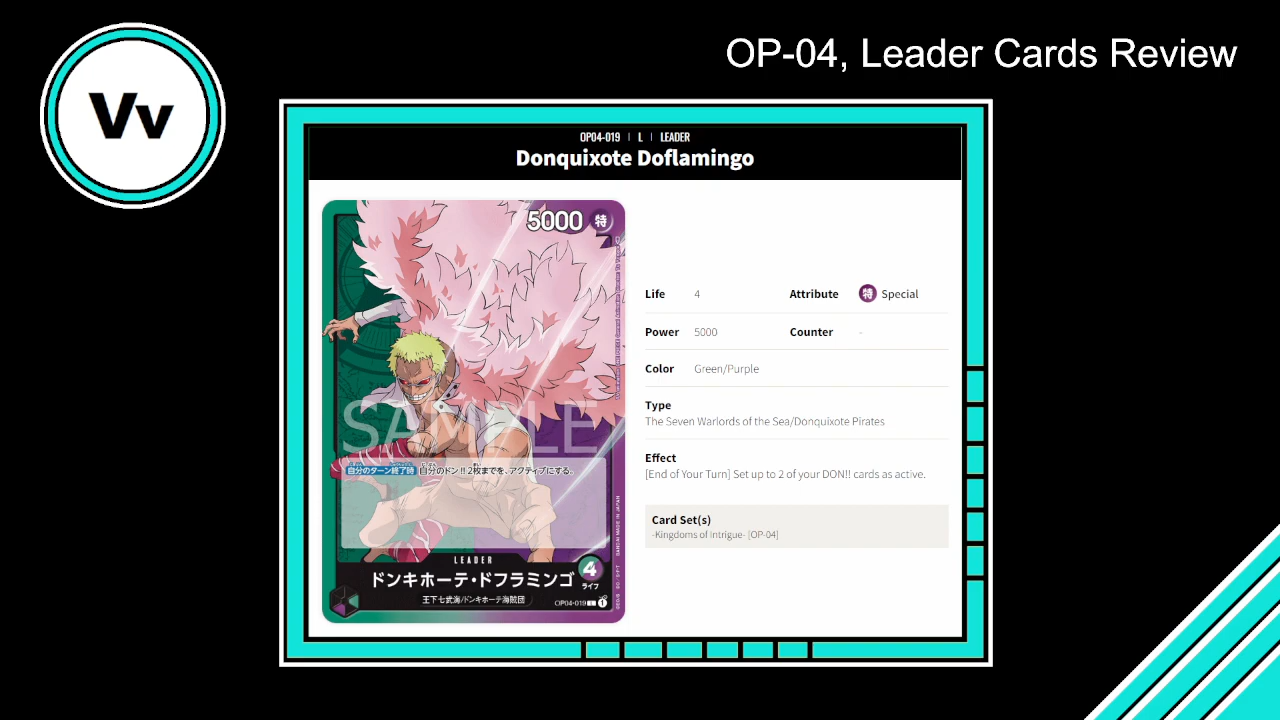 Vv
OP-04, Leader Cards Review
OP04-019 | L | LEADER
Donquixote Doflamingo
5000 特
SAMPLE
自分のターン終了時 自分のドン!!2枚までを、アクティブにする。
LEADER
ドンキホーテ・ドフラミンゴ
4
ライフ
王下七武海/ドンキホーテ海賊団
OP04-019 L
BANDAI MADE IN JAPAN
Life 4 Attribute 特 Special
Power 5000 Counter -
Color Green/Purple
Type
The Seven Warlords of the Sea/Donquixote Pirates
Effect
[End of Your Turn] Set up to 2 of your DON!! cards as active.
Card Set(s)
-Kingdoms of Intrigue- [OP-04]